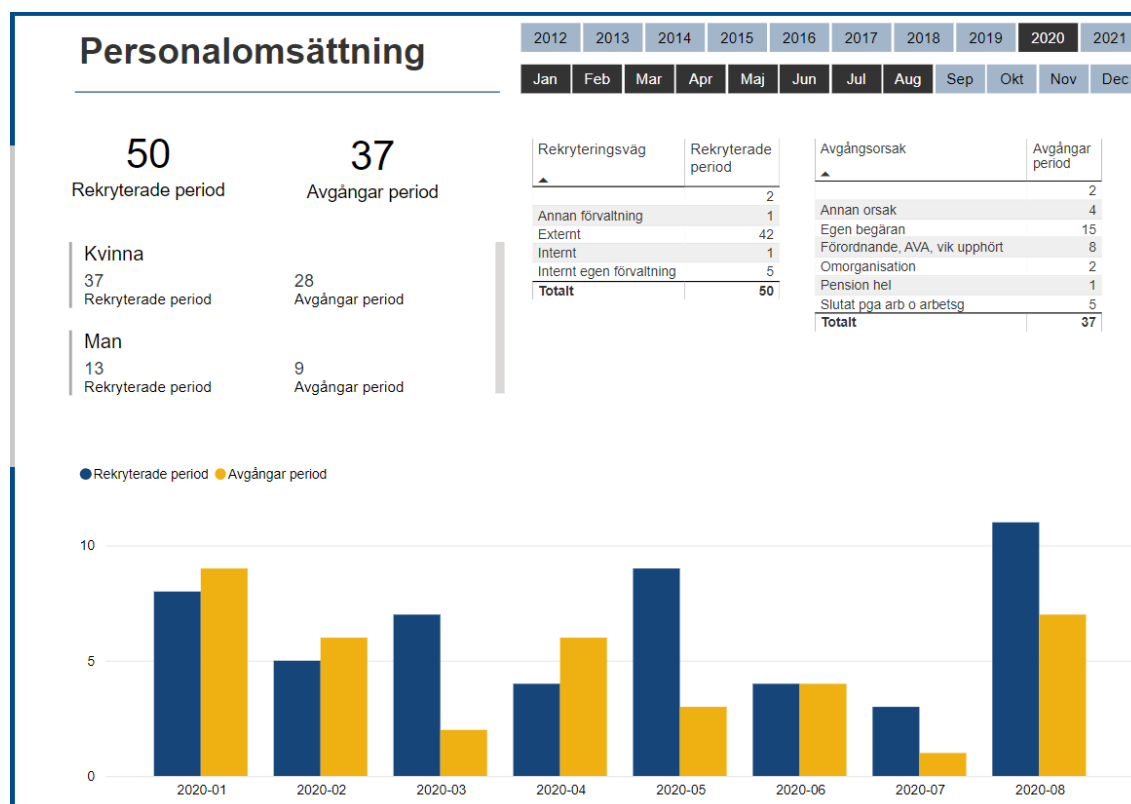 Personalomsättning
2012 2013 2014 2015 2016 2017 2018 2019 2020 2021
Jan Feb Mar Apr Maj Jun Jul Aug Sep Okt Nov Dec
50
Rekryterade period
37
Avgångar period
Kvinna
37 28
Rekryterade period Avgångar period
Man
13 9
Rekryterade period Avgångar period
Rekryteringsväg Rekryterade period
2
Annan förvaltning 1
Externt 42
Internt 1
Internt egen förvaltning 5
Totalt 50
Avgångsorsak Avgångar period
2
Annan orsak 4
Egen begäran 15
Förordnande, AVA, vik upphört 8
Omorganisation 2
Pension hel 1
Slutat pga arb o arbetsg 5
Totalt 37
Rekryterade period Avgångar period
10
5
0
2020-01 2020-02 2020-03 2020-04 2020-05 2020-06 2020-07 2020-08